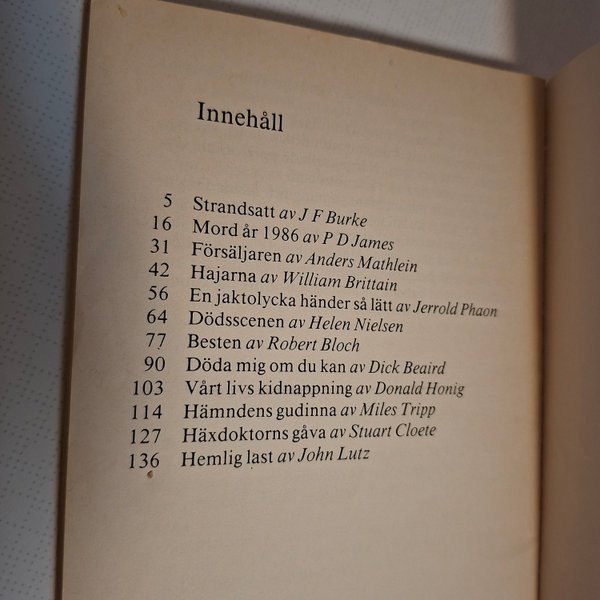 Innehåll
5 Strandsatt av J F Burke
16 Mord år 1986 av P D James
31 Försäljaren av Anders Mathlein
42 Hajarna av William Brittain
56 En jaktolycka händer så lätt av Jerrold Phaon
64 Dödsscenen av Helen Nielsen
77 Besten av Robert Bloch
90 Döda mig om du kan av Dick Beaird
103 Vårt livs kidnappning av Donald Honig
114 Hämndens gudinna av Miles Tripp
127 Häxdoktorns gåva av Stuart Cloete
136 Hemlig last av John Lutz